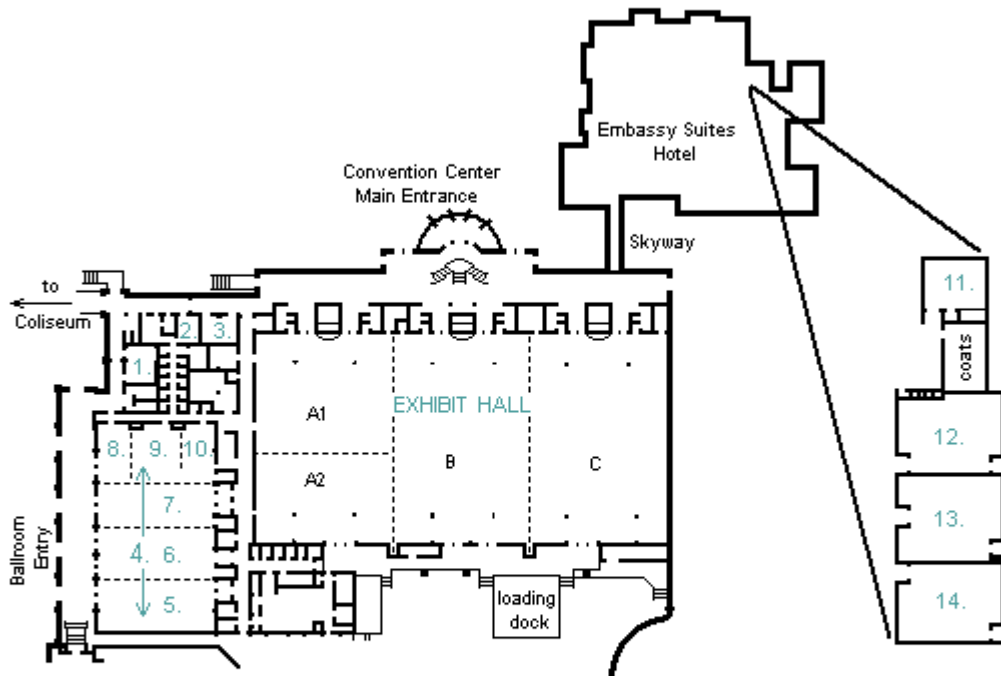 Embassy Suites
Hotel
Convention Center
Main Entrance
Skyway
to
Coliseum
11.
coats
12.
13.
14.
1.
2.
3.
EXHIBIT HALL
A1
A2
B
C
8.
9.
10.
7.
4.
6.
5.
Ballroom
Entry
loading
dock